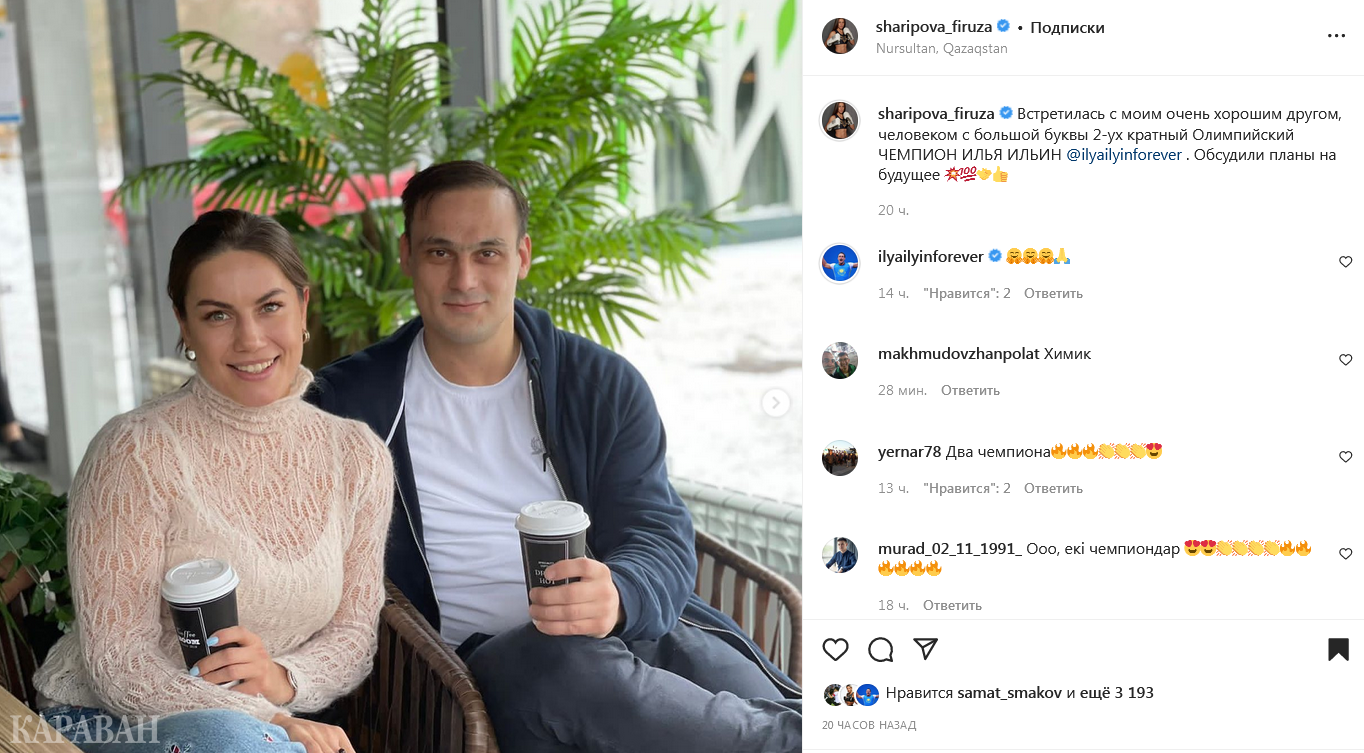 sharipova_firuza • Подписки
Nursultan, Qazaqstan
sharipova_firuza Встретилась с моим очень хорошим другом,
человеком с большой буквы 2-ух кратный Олимпийский
ЧЕМПИОН ИЛЬЯ ИЛЬИН @ilyailyinforever . Обсудили планы на
будущее 💥💯🤝👍
20 ч.
ilyailyinforever 🤗🤗🤗🙏
14 ч. "Нравится": 2 Ответить
makhmudovzhanpolat Химик
28 мин. Ответить
yernar78 Два чемпиона🔥🔥🔥👏👏👏😍
13 ч. "Нравится": 2 Ответить
murad_02_11_1991_ Ооо, екі чемпиондар 😍😍👏👏👏👏🔥🔥
🔥🔥🔥🔥
18 ч. Ответить
Нравится samat_smakov и ещё 3 193
20 ЧАСОВ НАЗАД
КАРАВАН